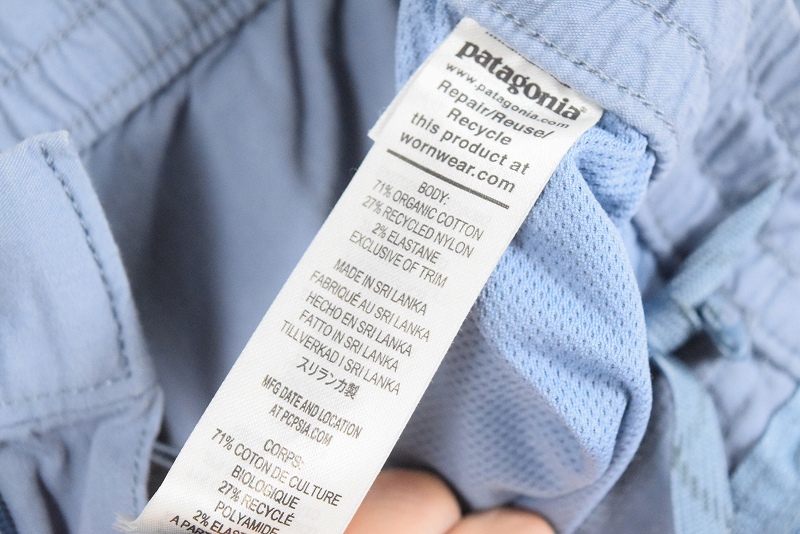 patagonia®
www.patagonia.com
Repair/Reuse/
Recycle
this product at
wornwear.com
BODY:
71% ORGANIC COTTON
27% RECYCLED NYLON
2% ELASTANE
EXCLUSIVE OF TRIM
MADE IN SRI LANKA
FABRIQUÉ AU SRI LANKA
HECHO EN SRI LANKA
FATTO IN SRI LANKA
TILLVERKAD I SRI LANKA
スリランカ製
MFG DATE AND LOCATION
AT PCPSIA.COM
CORPS:
71% COTON DE CULTURE
BIOLOGIQUE
27% RECYCLÉ
POLYAMIDE
2%
A PART